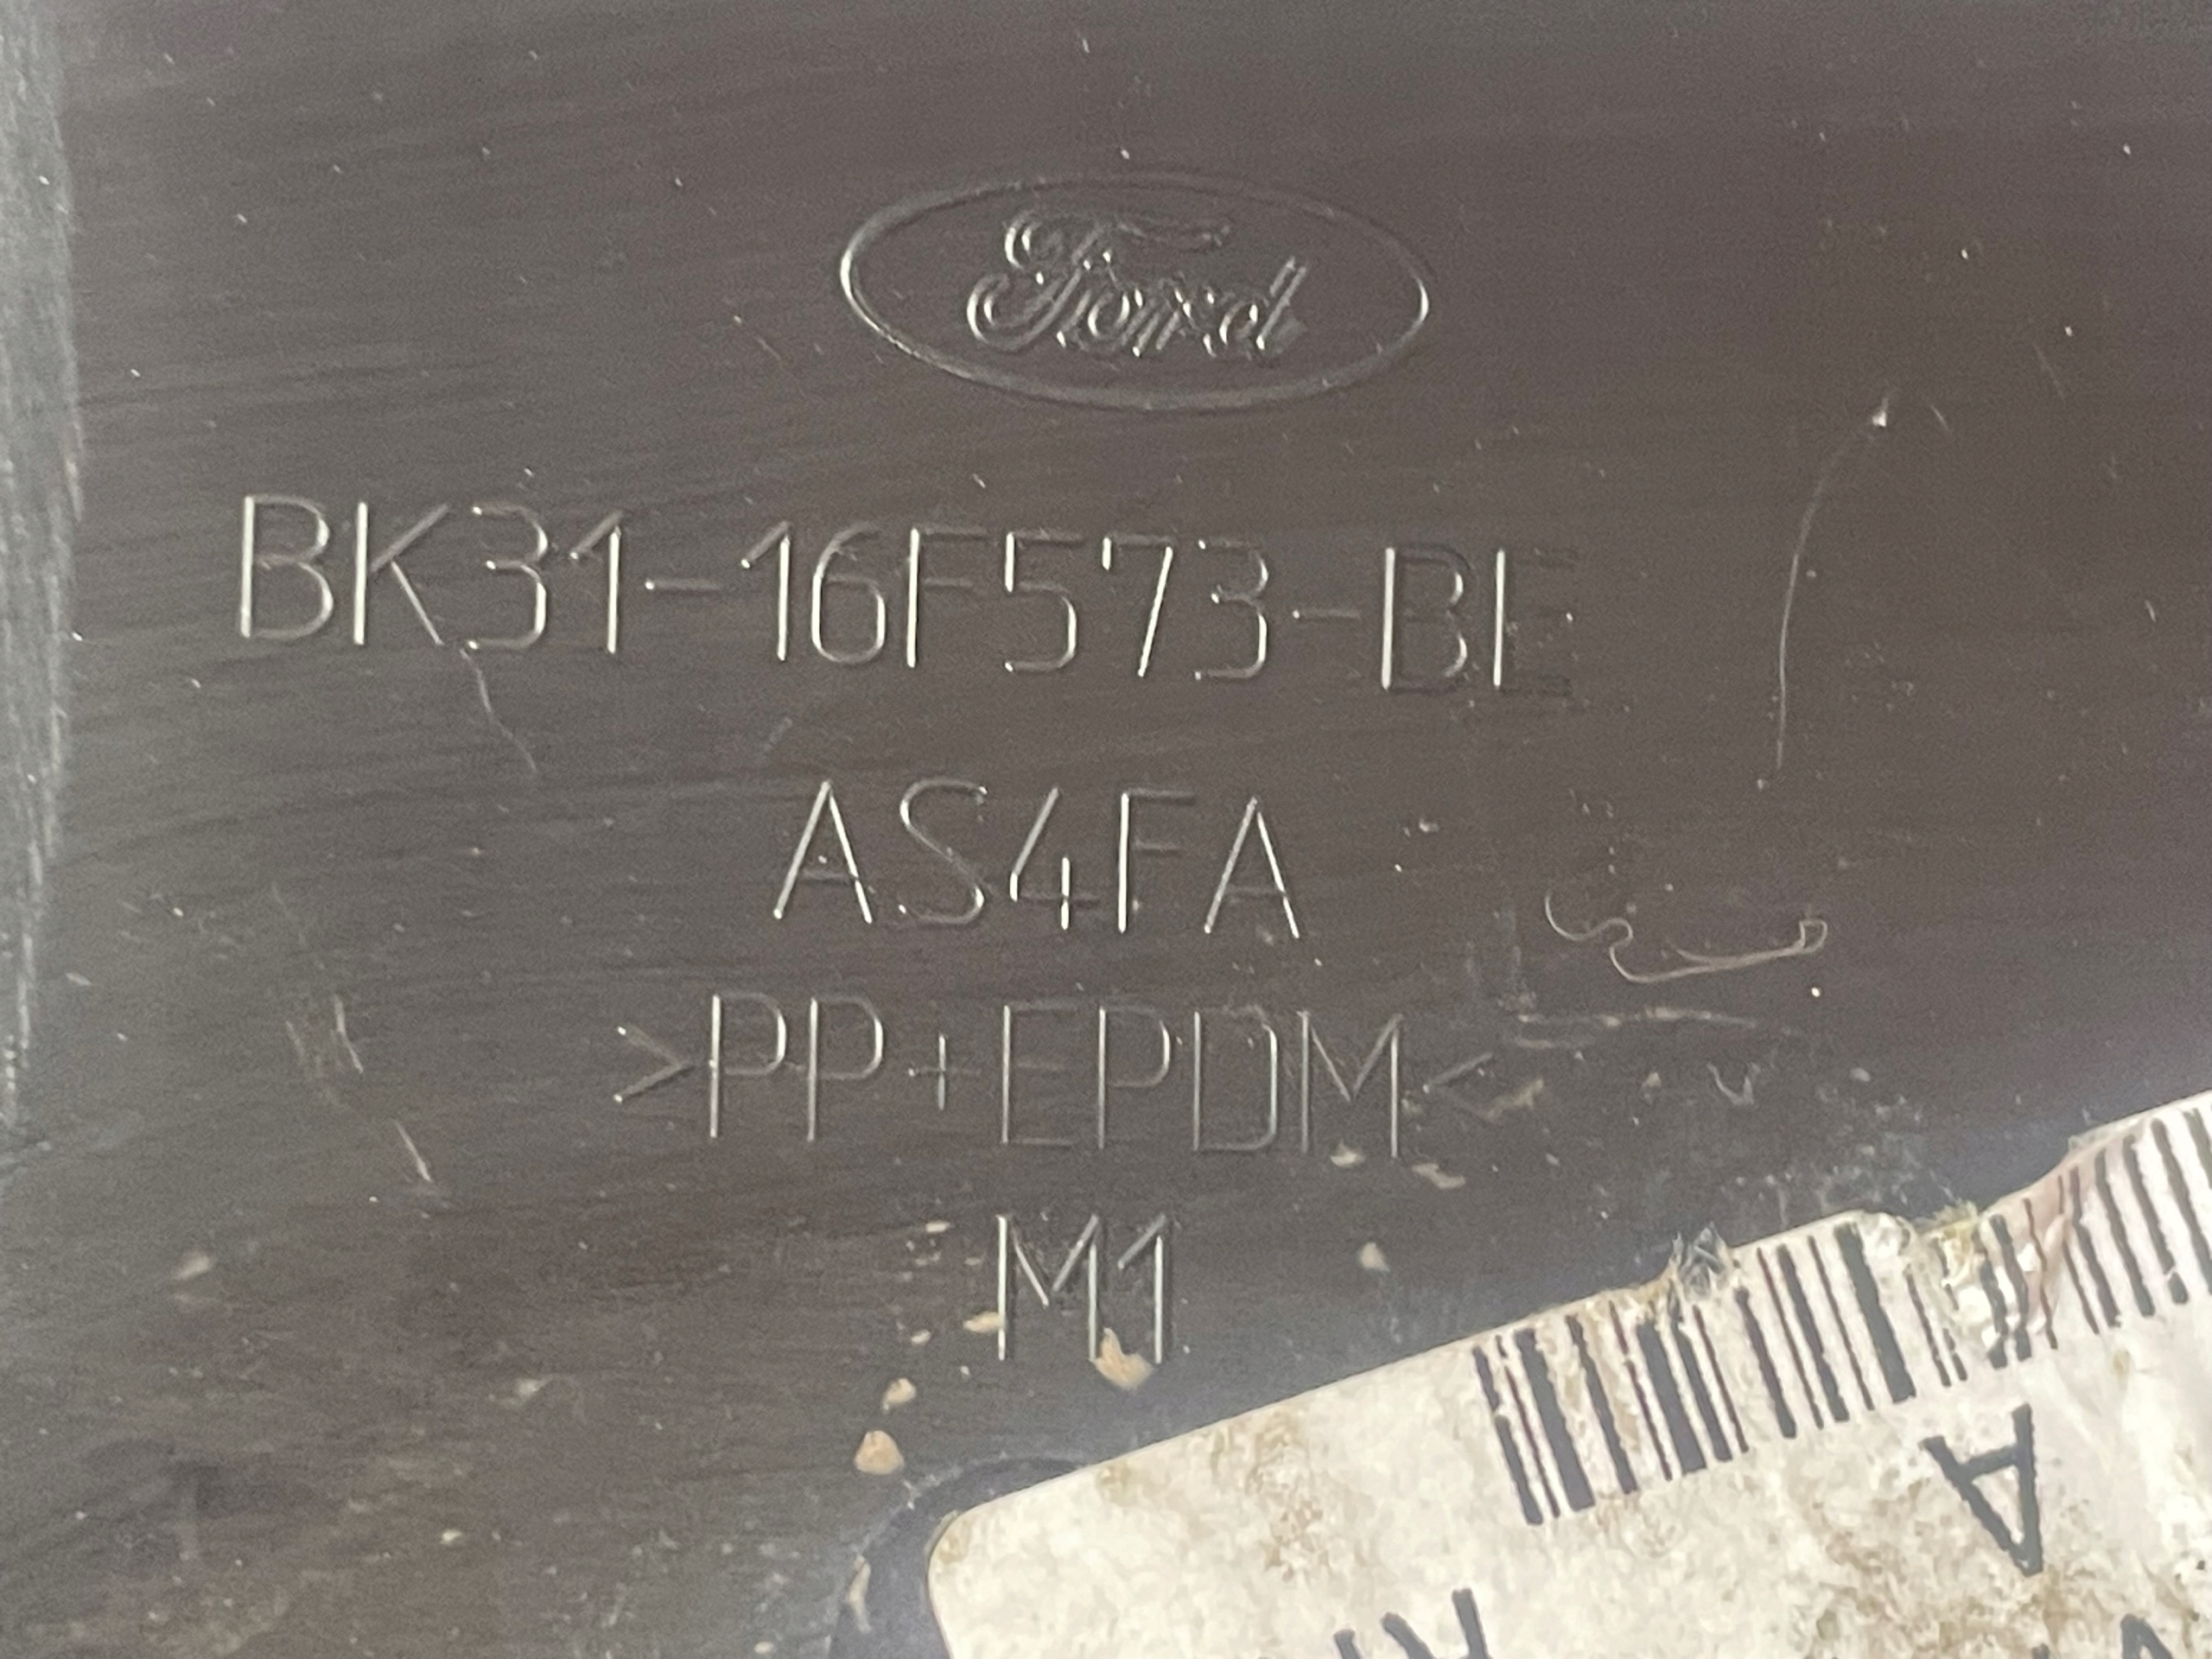 Ford
BK31-16F573-BE
AS4FA
>PP+EPDM<
M1
A